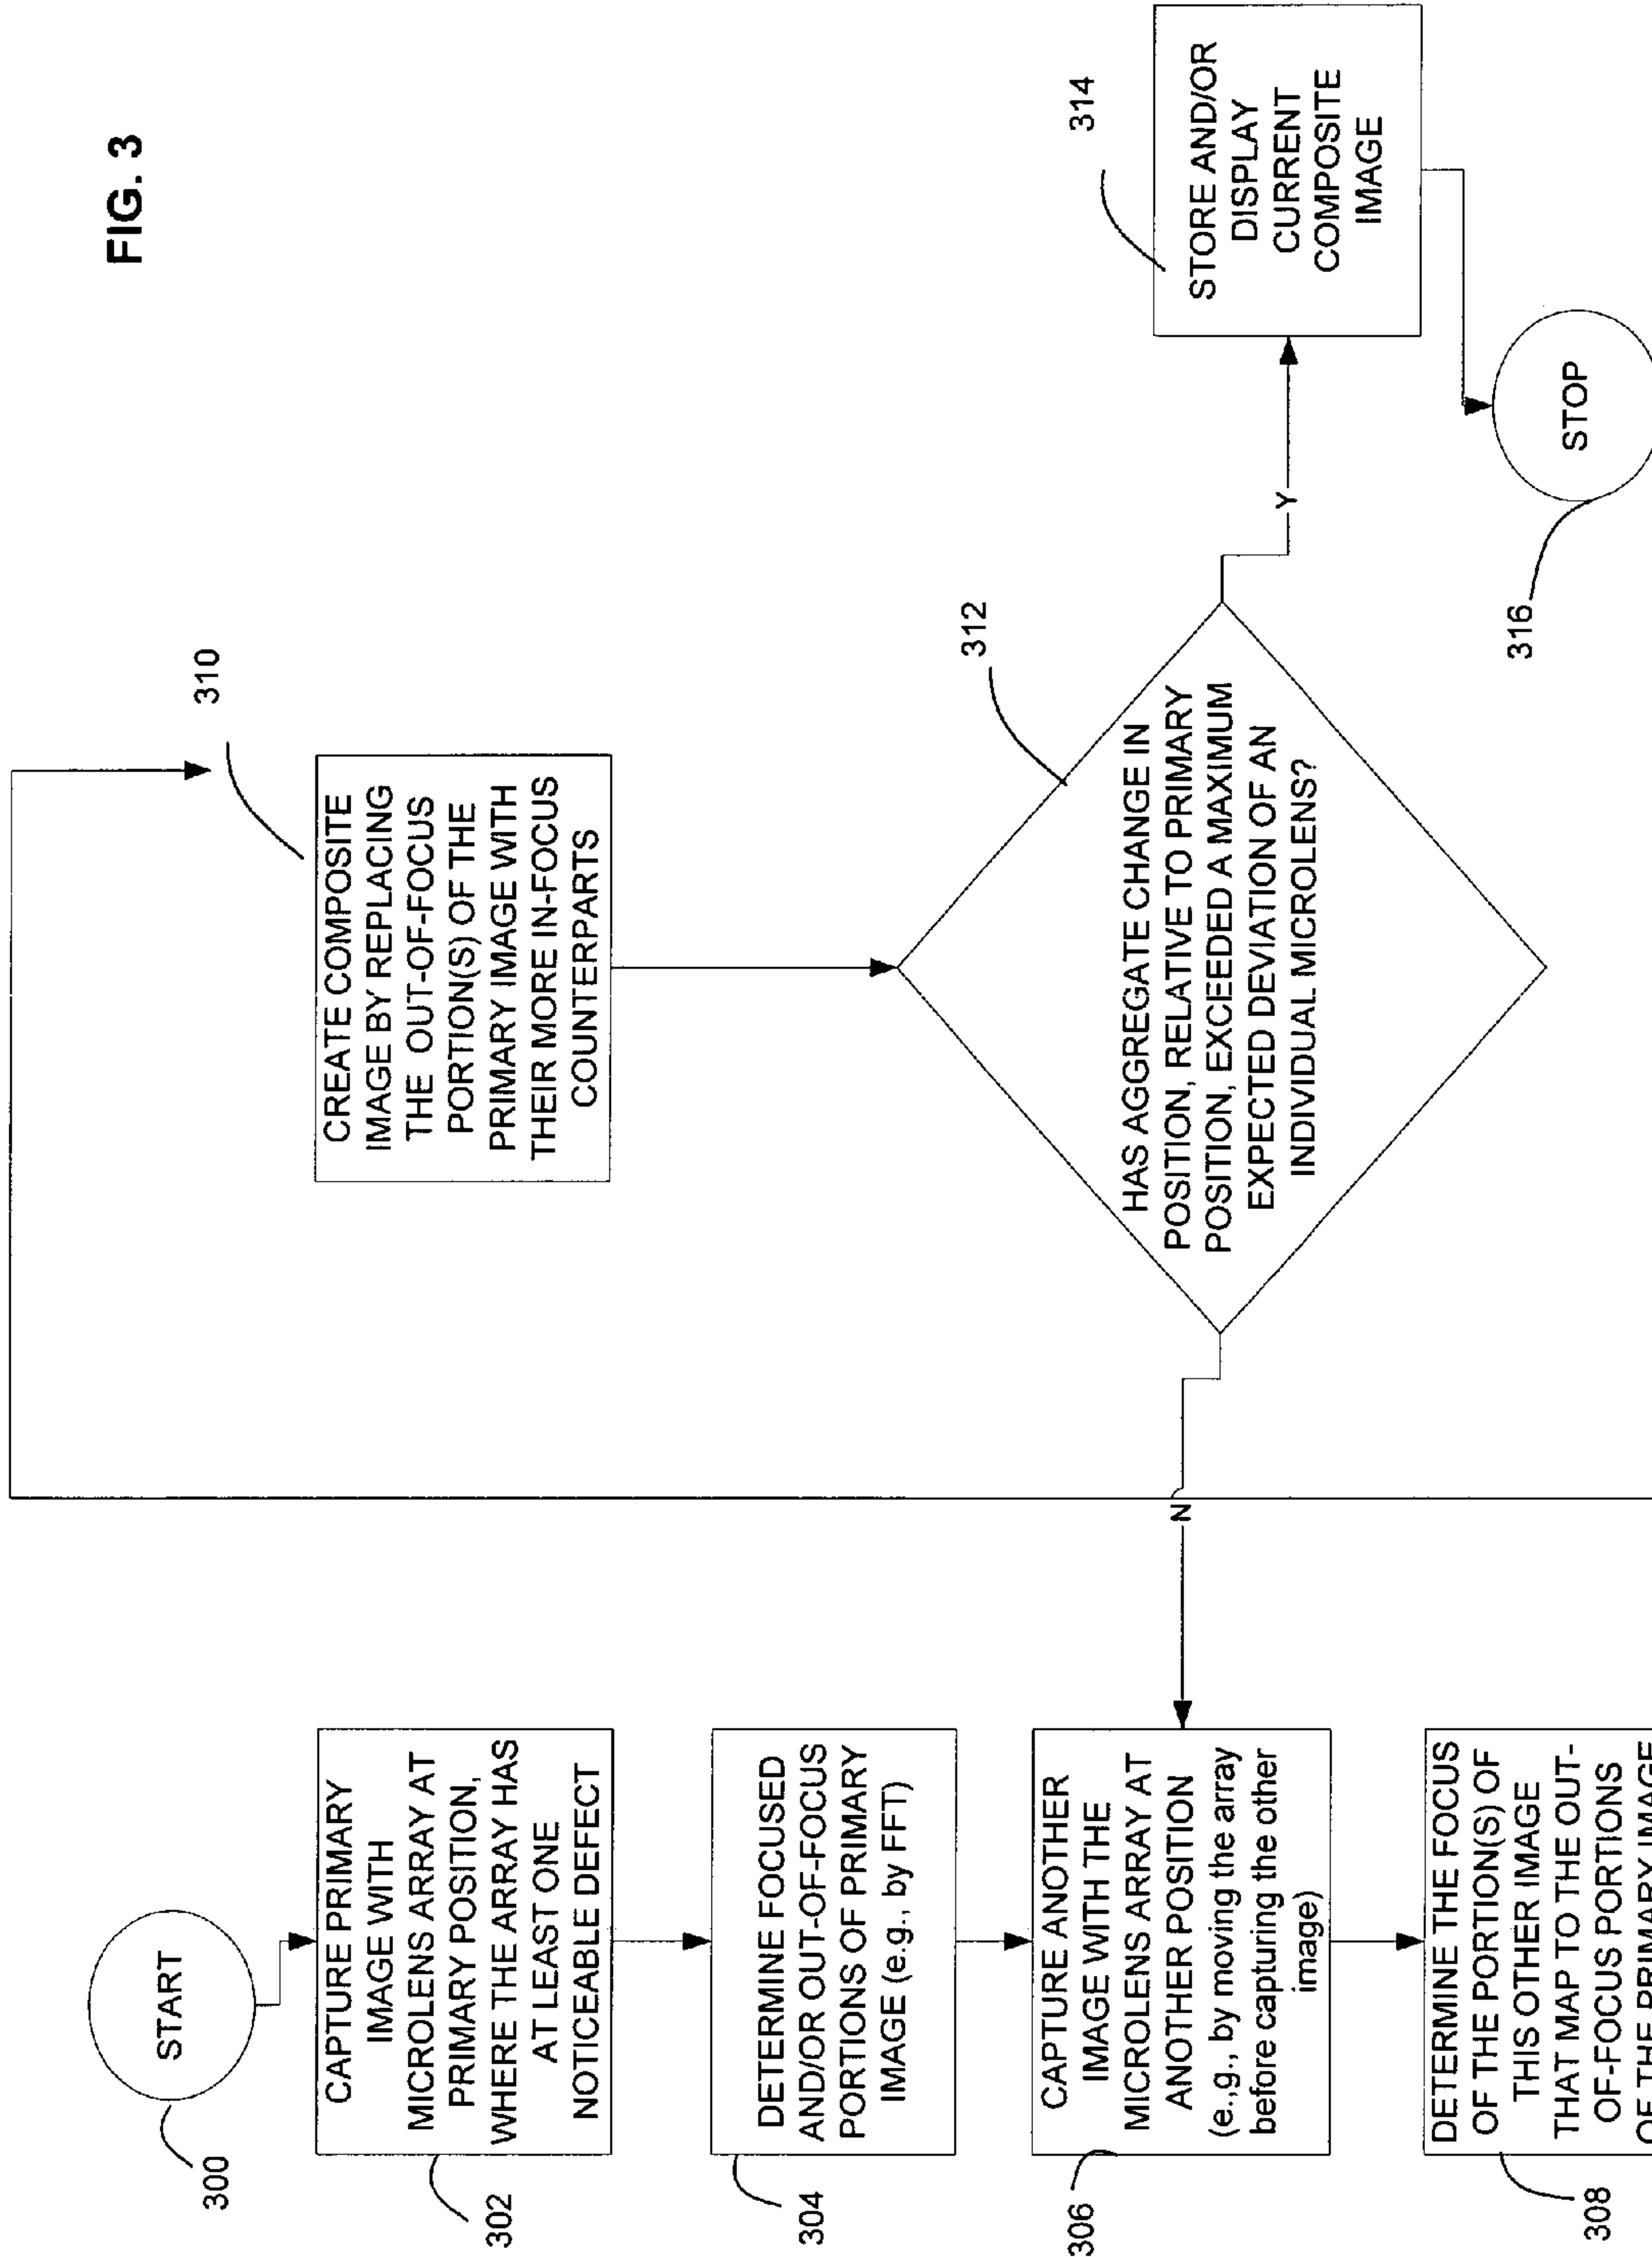 FIG. 3
START
300
CAPTURE PRIMARY
IMAGE WITH
MICROLENS ARRAY AT
PRIMARY POSITION,
WHERE THE ARRAY HAS
AT LEAST ONE
NOTICEABLE DEFECT
302
DETERMINE FOCUSED
AND/OR OUT-OF-FOCUS
PORTIONS OF PRIMARY
IMAGE (e.g., by FFT)
304
CAPTURE ANOTHER
IMAGE WITH THE
MICROLENS ARRAY AT
ANOTHER POSITION
(e.,g., by moving the array
before capturing the other
image)
306
DETERMINE THE FOCUS
OF THE PORTION(S) OF
THIS OTHER IMAGE
THAT MAP TO THE OUT-
OF-FOCUS PORTIONS
OF THE PRIMARY IMAGE
308
310
CREATE COMPOSITE
IMAGE BY REPLACING
THE OUT-OF-FOCUS
PORTION(S) OF THE
PRIMARY IMAGE WITH
THEIR MORE IN-FOCUS
COUNTERPARTS
312
HAS AGGREGATE CHANGE IN
POSITION, RELATIVE TO PRIMARY
POSITION, EXCEEDED A MAXIMUM
EXPECTED DEVIATION OF AN
INDIVIDUAL MICROLENS?
N
Y
314
STORE AND/OR
DISPLAY
CURRENT
COMPOSITE
IMAGE
STOP
316